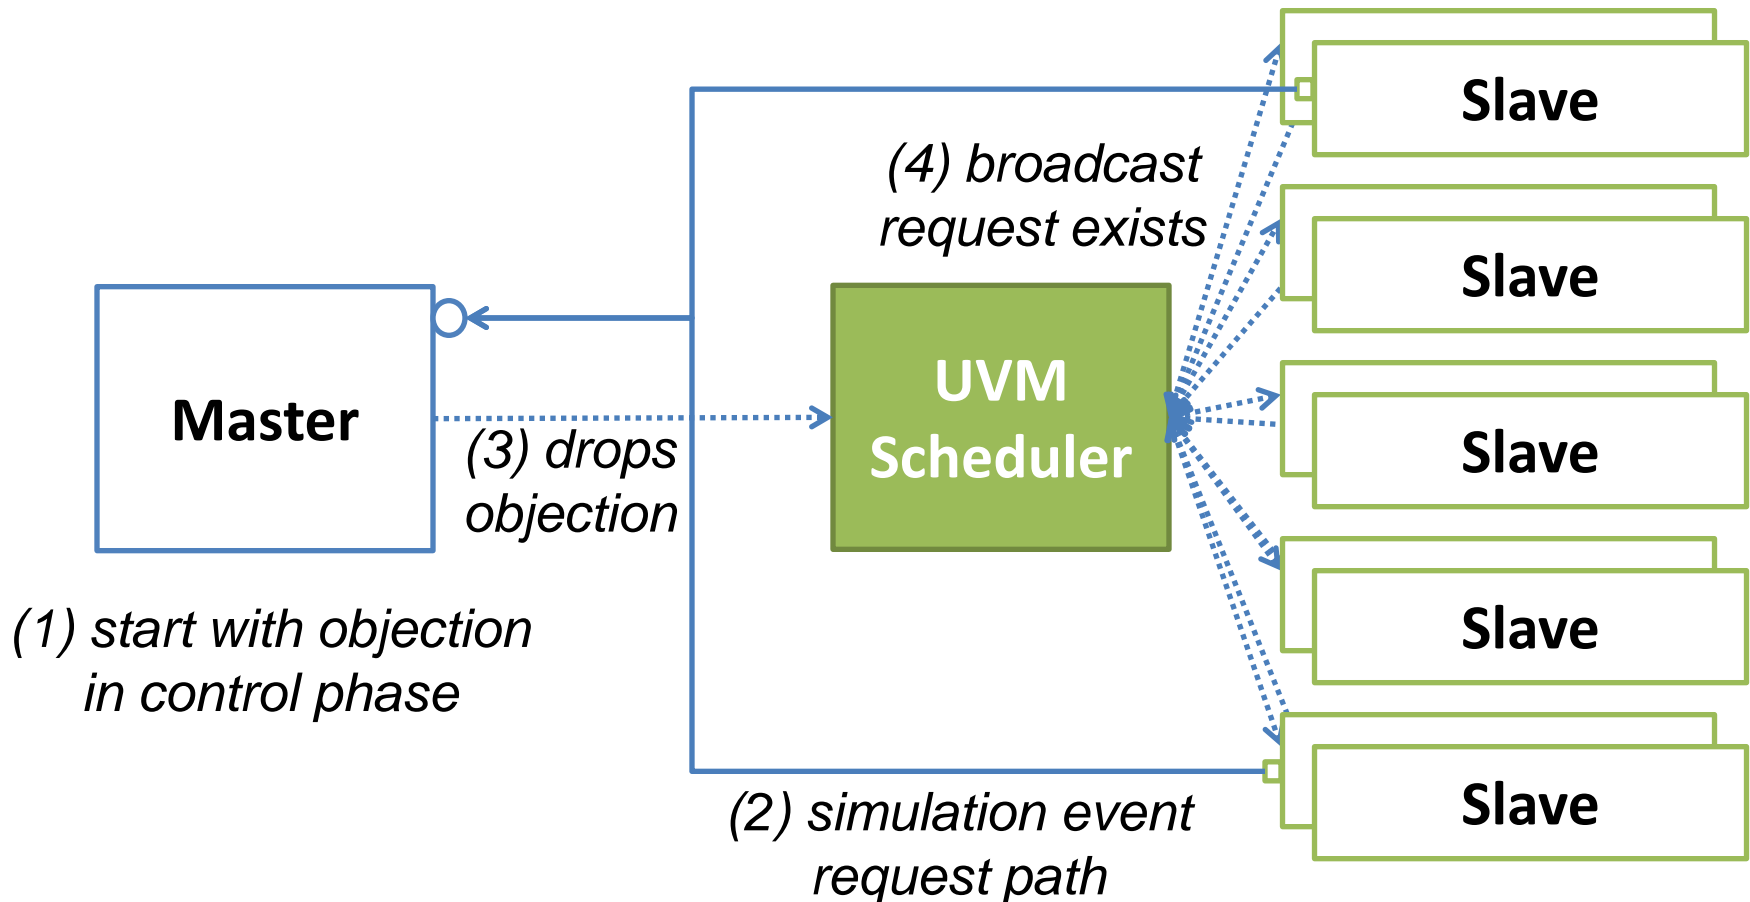 Slave
(4) broadcast
request exists
Slave
Master
UVM
Scheduler
(3) drops
objection
Slave
(1) start with objection
in control phase
Slave
(2) simulation event
request path
Slave